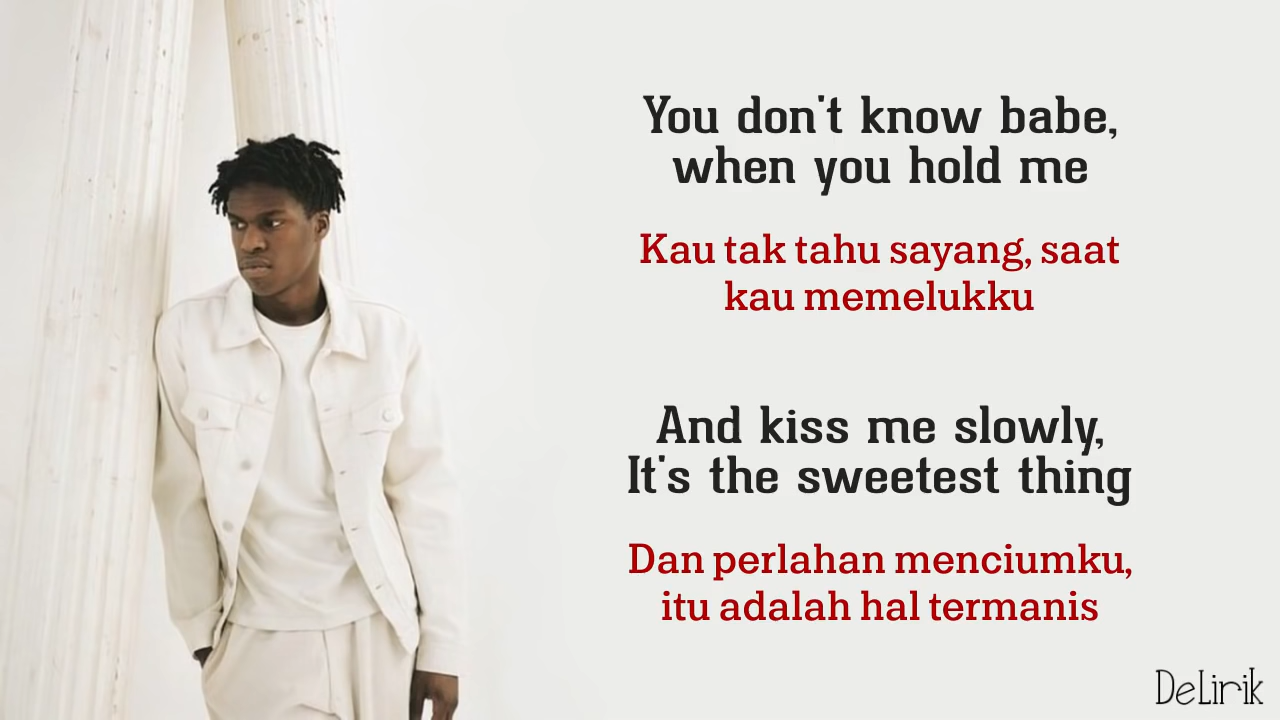 You don't know babe,
when you hold me
Kau tak tahu sayang, saat
kau memelukku
And kiss me slowly,
It's the sweetest thing
Dan perlahan menciumku,
itu adalah hal termanis
DeLirik